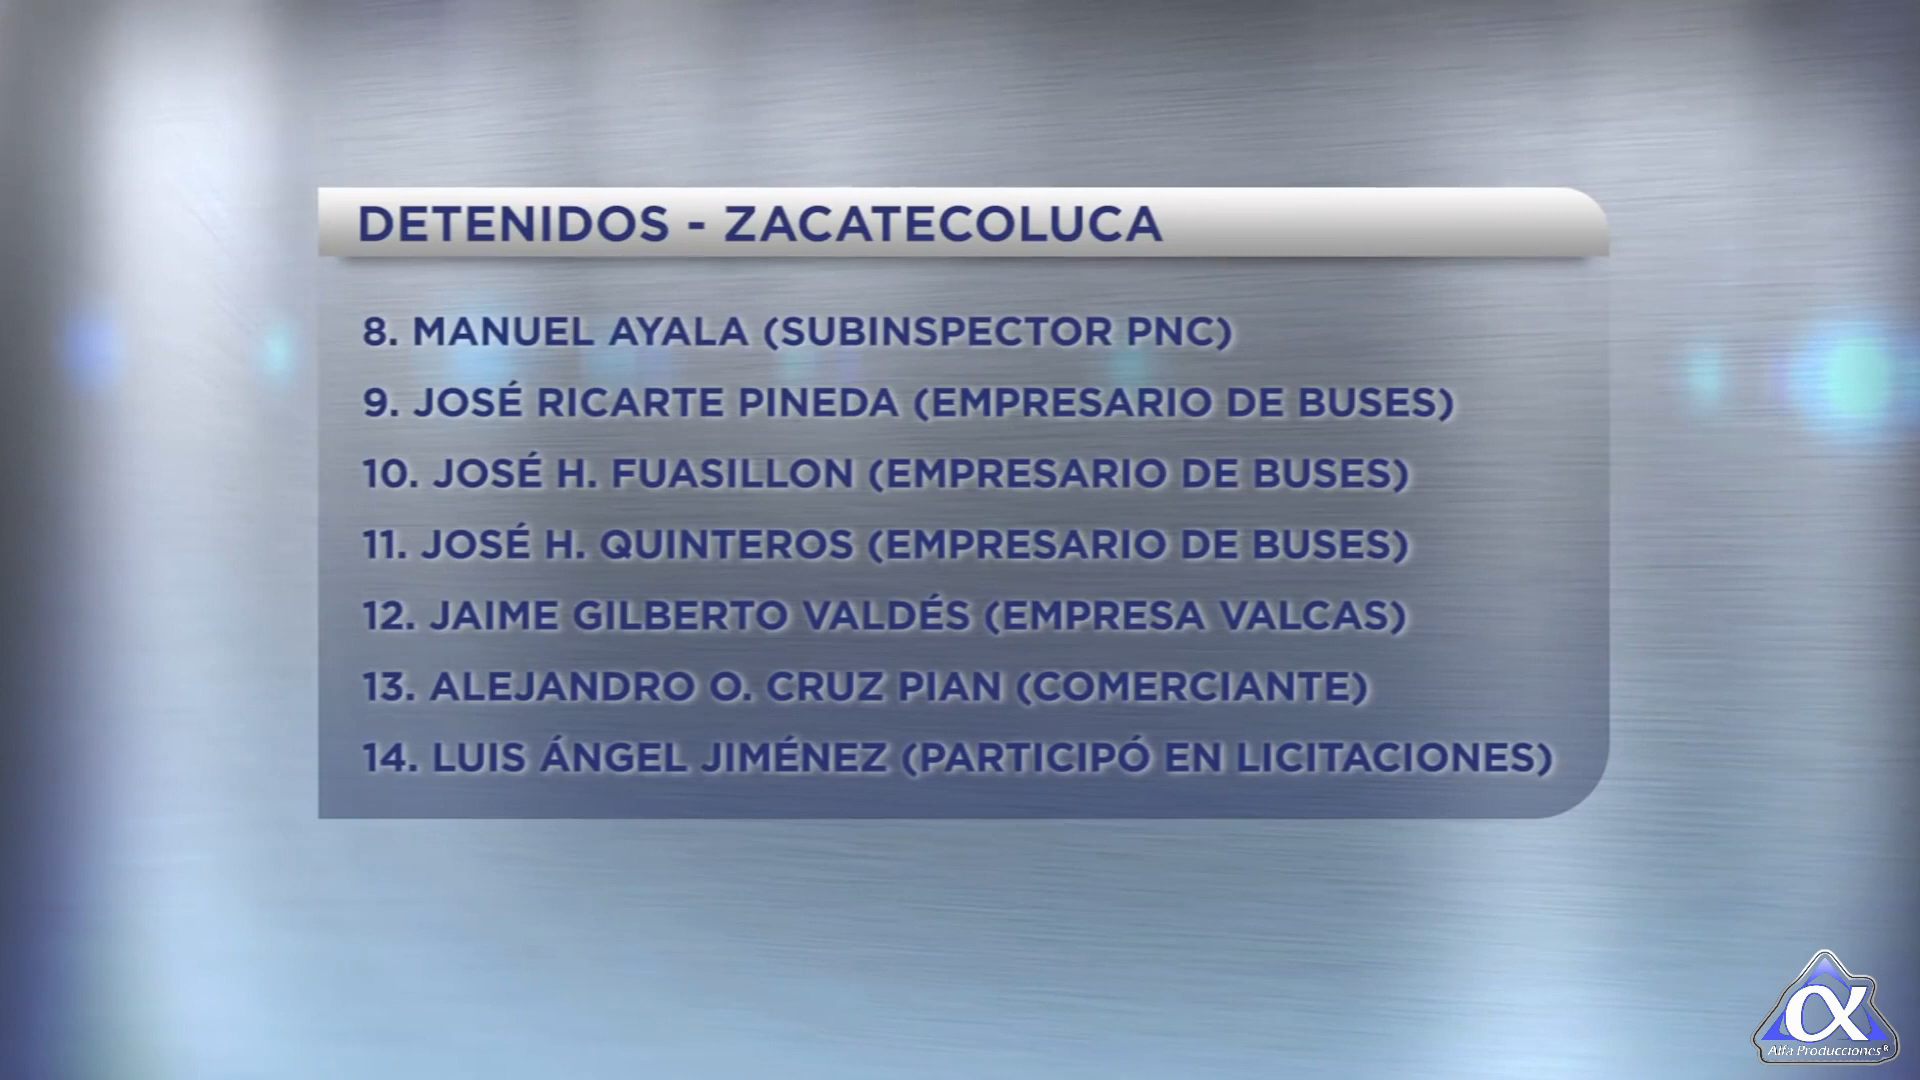 DETENIDOS - ZACATECOLUCA
8. MANUEL AYALA (SUBINSPECTOR PNC)
9. JOSÉ RICARTE PINEDA (EMPRESARIO DE BUSES)
10. JOSÉ H. FUASILLON (EMPRESARIO DE BUSES)
11. JOSÉ H. QUINTEROS (EMPRESARIO DE BUSES)
12. JAIME GILBERTO VALDÉS (EMPRESA VALCAS)
13. ALEJANDRO O. CRUZ PIAN (COMERCIANTE)
14. LUIS ÁNGEL JIMÉNEZ (PARTICIPÓ EN LICITACIONES)
α
Alfa Producciones®